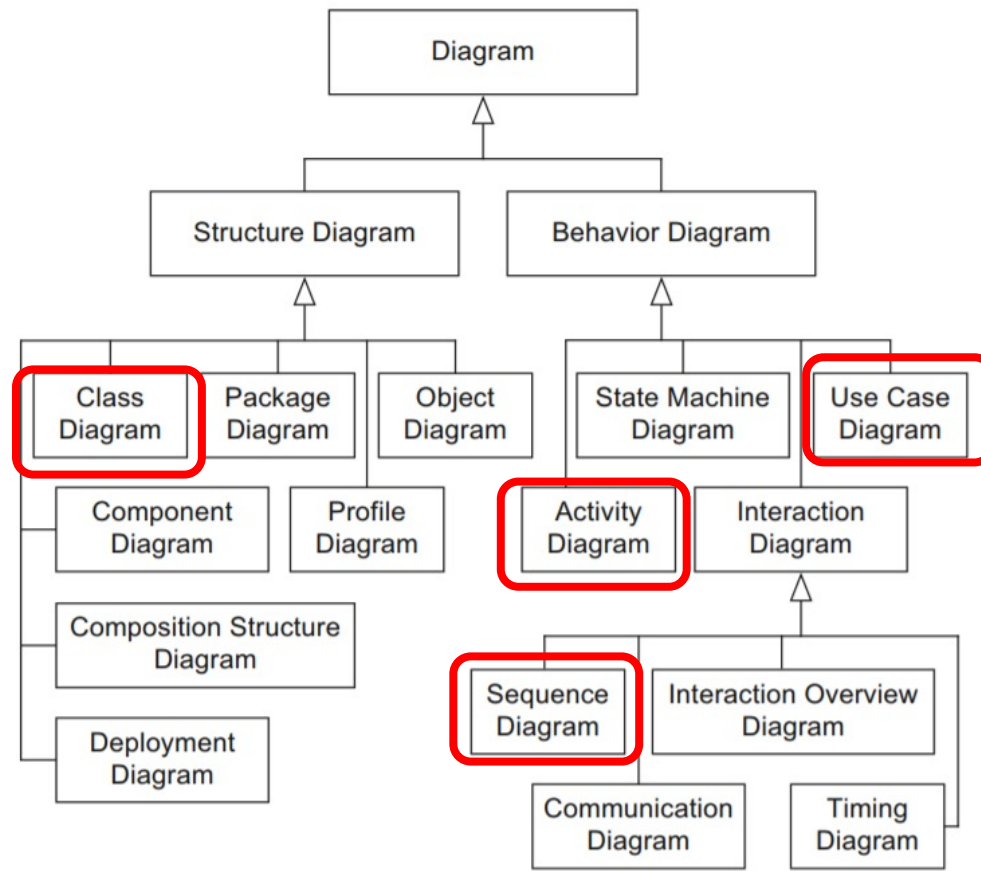 Diagram
Structure Diagram
Behavior Diagram
Class
Diagram
Package
Diagram
Object
Diagram
State Machine
Diagram
Use Case
Diagram
Component
Diagram
Profile
Diagram
Activity
Diagram
Interaction
Diagram
Composition Structure
Diagram
Sequence
Diagram
Interaction Overview
Diagram
Deployment
Diagram
Communication
Diagram
Timing
Diagram